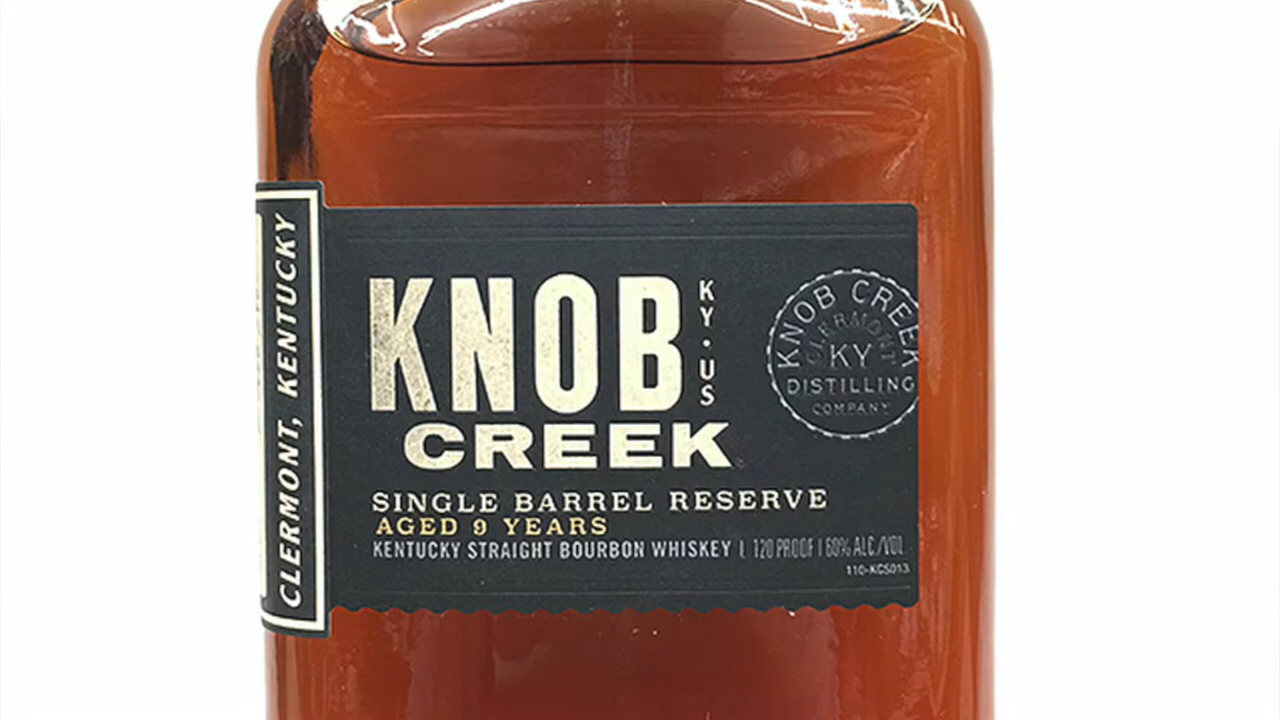 CLERMONT, KENTUCKY
KNOB
KY·US
CREEK
SINGLE BARREL RESERVE
AGED 9 YEARS
KENTUCKY STRAIGHT BOURBON WHISKEY | 120 PROOF | 60% ALC/VOL
110-KC5013
KNOB CREEK
CLERMONT
KY
DISTILLING
COMPANY